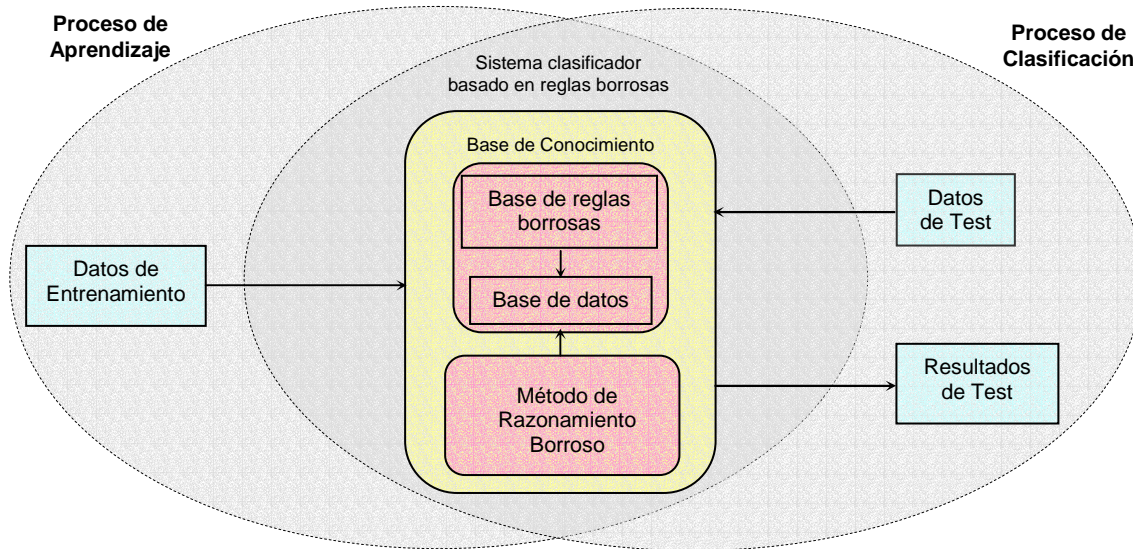 Proceso de
Aprendizaje
Proceso de
Clasificación
Sistema clasificador
basado en reglas borrosas
Base de Conocimiento
Base de reglas
borrosas
Base de datos
Método de
Razonamiento
Borroso
Datos de
Entrenamiento
Datos
de Test
Resultados
de Test